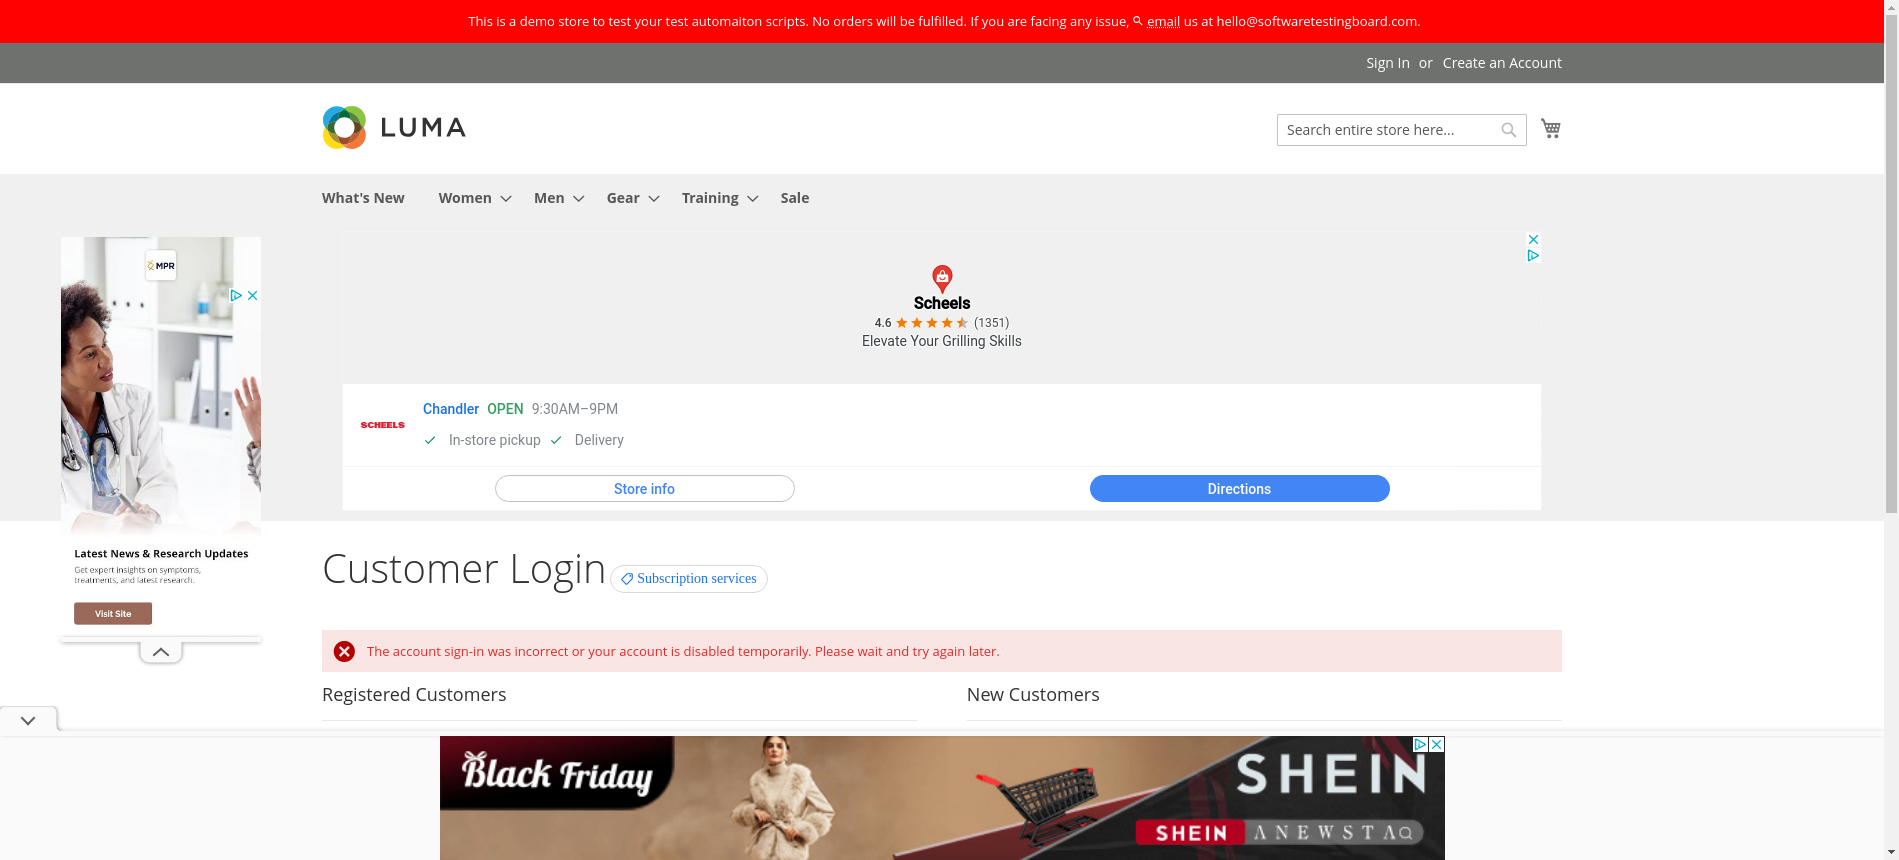 This is a demo store to test your test automaiton scripts. No orders will be fulfilled. If you are facing any issue, email us at hello@softwaretestingboard.com.
Sign In or Create an Account
LUMA
Search entire store here...
What's New Women Men Gear Training Sale
MPR
Latest News & Research Updates
Get expert insights on symptoms,
treatments, and latest research.
Visit Site
Scheels
4.6 (1351)
Elevate Your Grilling Skills
SCHEELS
Chandler OPEN 9:30AM–9PM
In-store pickup Delivery
Store info Directions
Customer Login Subscription services
The account sign-in was incorrect or your account is disabled temporarily. Please wait and try again later.
Registered Customers
New Customers
Black Friday
SHEIN
SHEIN ANEWSTA